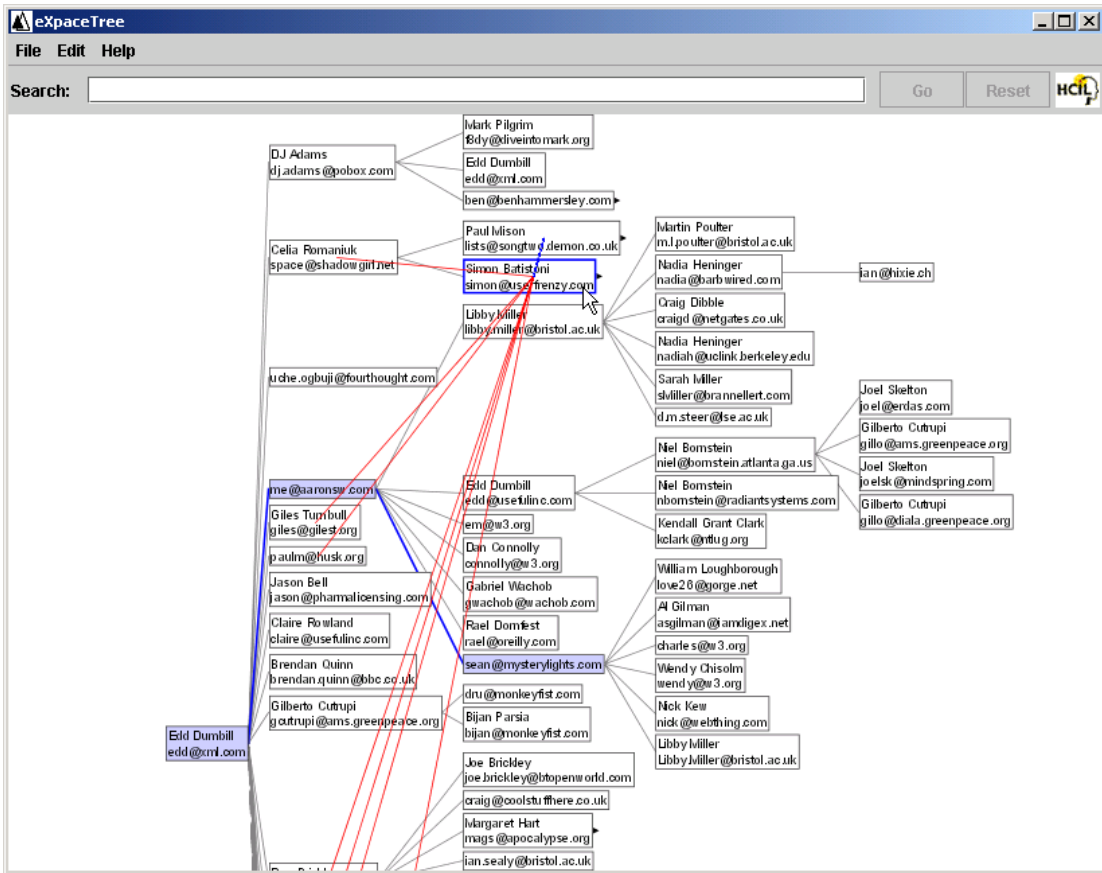 eXpaceTree
File Edit Help
Search:
Go
Reset
HCIL
Mark Pilgrim
f8dy@diveintomark.org
DJ Adams
dj.adams@pobox.com
Edd Dumbill
edd@xml.com
ben@benhammersley.com
Paul Mison
lists@songtwo.demon.co.uk
Celia Romaniuk
space@shadowgirl.net
Simon Batistoni
simon@userfrenzy.com
Libby Miller
libby.miller@bristol.ac.uk
Martin Poulter
m.l.poulter@bristol.ac.uk
Nadia Heninger
nadia@barbwired.com
ian@hixie.ch
Craig Dibble
craigd@netgates.co.uk
Nadia Heninger
nadiah@uclink.berkeley.edu
Sarah Miller
sMiller@brannellert.com
d.m.steer@lse.ac.uk
uche.ogbuji@fourthought.com
Joel Skelton
joel@erdas.com
Gilberto Cutrupi
gillo@ams.greenpeace.org
Joel Skelton
joelsk@mindspring.com
Gilberto Cutrupi
gillo@diala.greenpeace.org
Niel Bornstein
niel@bornstein.atlanta.ga.us
Niel Bornstein
nbornstein@radiantsystems.com
Kendall Grant Clark
kclark@ntlug.org
me@aaronsw.com
Edd Dumbill
edd@usefulinc.com
em@w3.org
Dan Connolly
connolly@w3.org
Gabriel Wachob
gwachob@wachob.com
Rael Dornfest
rael@oreilly.com
sean@mysterylights.com
William Loughborough
love26@gorge.net
Al Gilman
asgilman@iamdigex.net
charles@w3.org
Wendy Chisolm
wendy@w3.org
Nick Kew
nick@webthing.com
Libby Miller
Libby.Miller@bristol.ac.uk
Giles Turnbull
giles@gilest.org
paulm@husk.org
Jason Bell
jason@pharmalicensing.com
Claire Rowland
claire@usefulinc.com
Brendan Quinn
brendan.quinn@bbc.co.uk
Gilberto Cutrupi
gcutrupi@ams.greenpeace.org
dru@monkeyfist.com
Bijan Parsia
bijan@monkeyfist.com
Edd Dumbill
edd@xml.com
Joe Brickley
joe.brickley@btopenworld.com
craig@coolstuffhere.co.uk
Margaret Hart
mags@apocalypse.org
ian.sealy@bristol.ac.uk